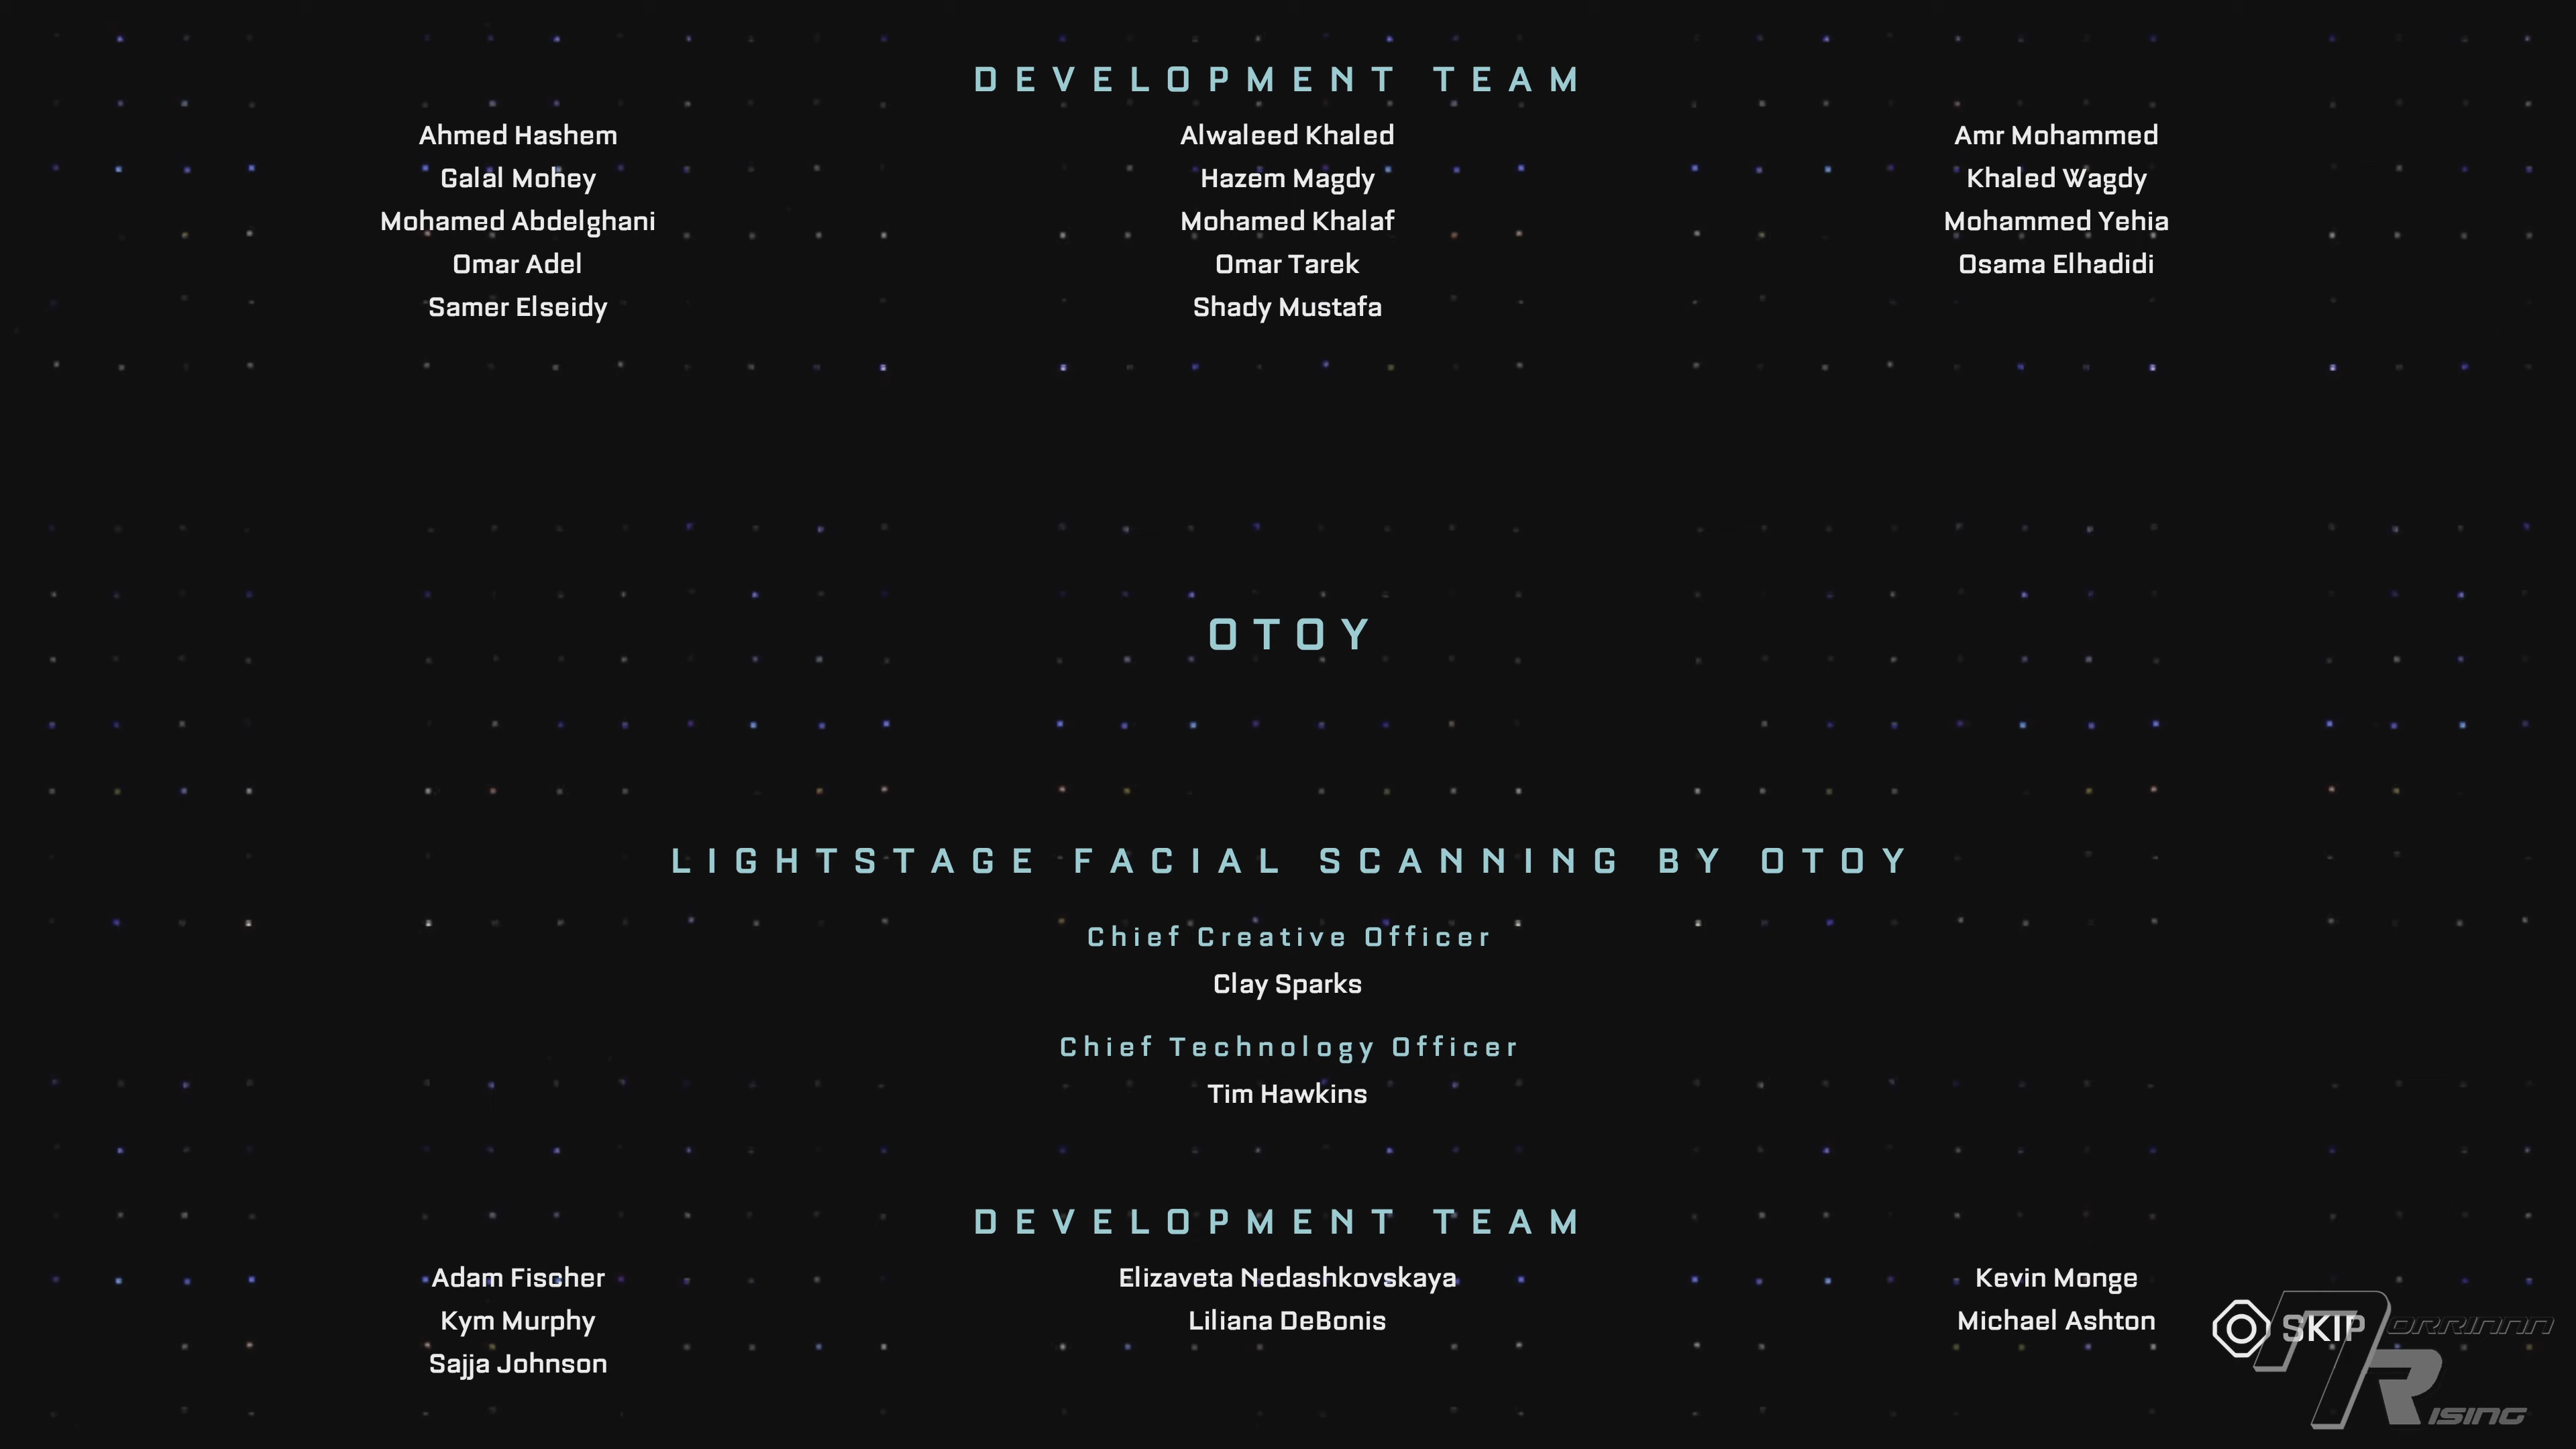 DEVELOPMENT TEAM
Ahmed Hashem Alwaleed Khaled Amr Mohammed
Galal Mohey Hazem Magdy Khaled Wagdy
Mohamed Abdelghani Mohamed Khalaf Mohammed Yehia
Omar Adel Omar Tarek Osama Elhadidi
Samer Elseidy Shady Mustafa
OTOY
LIGHTSTAGE FACIAL SCANNING BY OTOY
Chief Creative Officer
Clay Sparks
Chief Technology Officer
Tim Hawkins
DEVELOPMENT TEAM
Adam Fischer Elizaveta Nedashkovskaya Kevin Monge
Kym Murphy Liliana DeBonis Michael Ashton
Sajja Johnson
SKIP
RISING